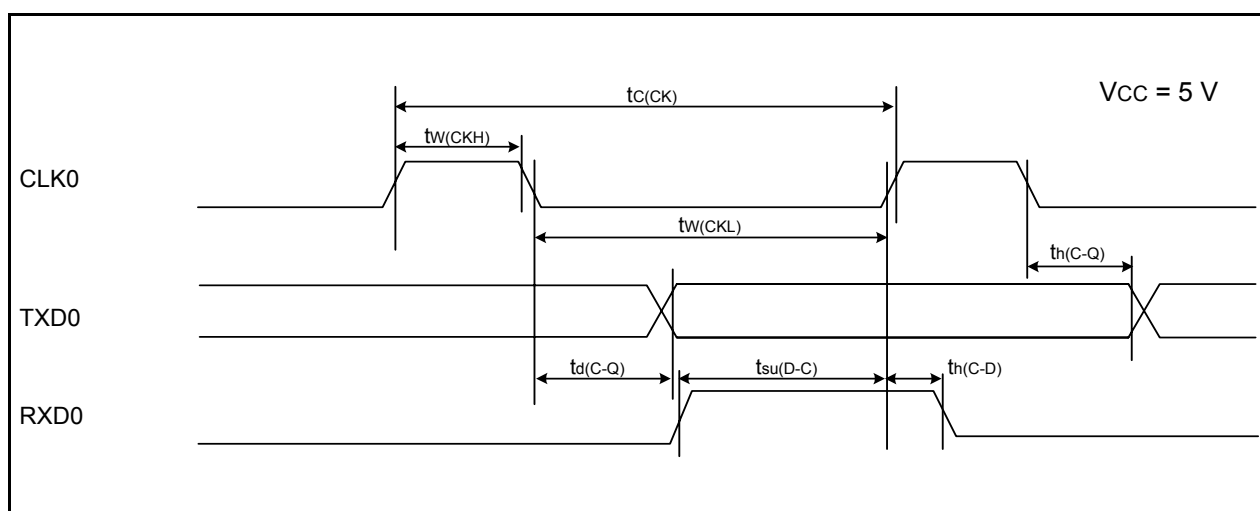 tC(CK)
VCC = 5 V
tW(CKH)
CLK0
tW(CKL)
th(C-Q)
TXD0
td(C-Q)
tsu(D-C)
th(C-D)
RXD0